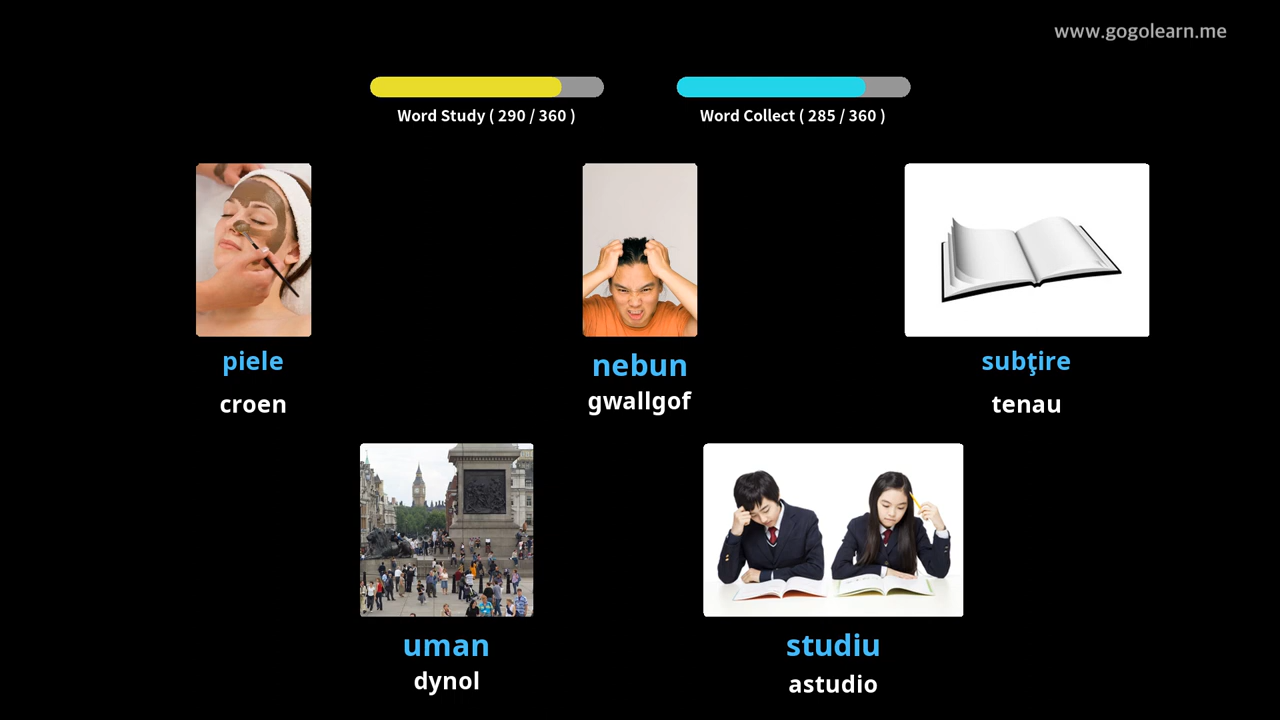 www.gogolearn.me
Word Study ( 290 / 360 )
Word Collect ( 285 / 360 )
piele
croen
nebun
gwallgof
subţire
tenau
uman
dynol
studiu
astudio